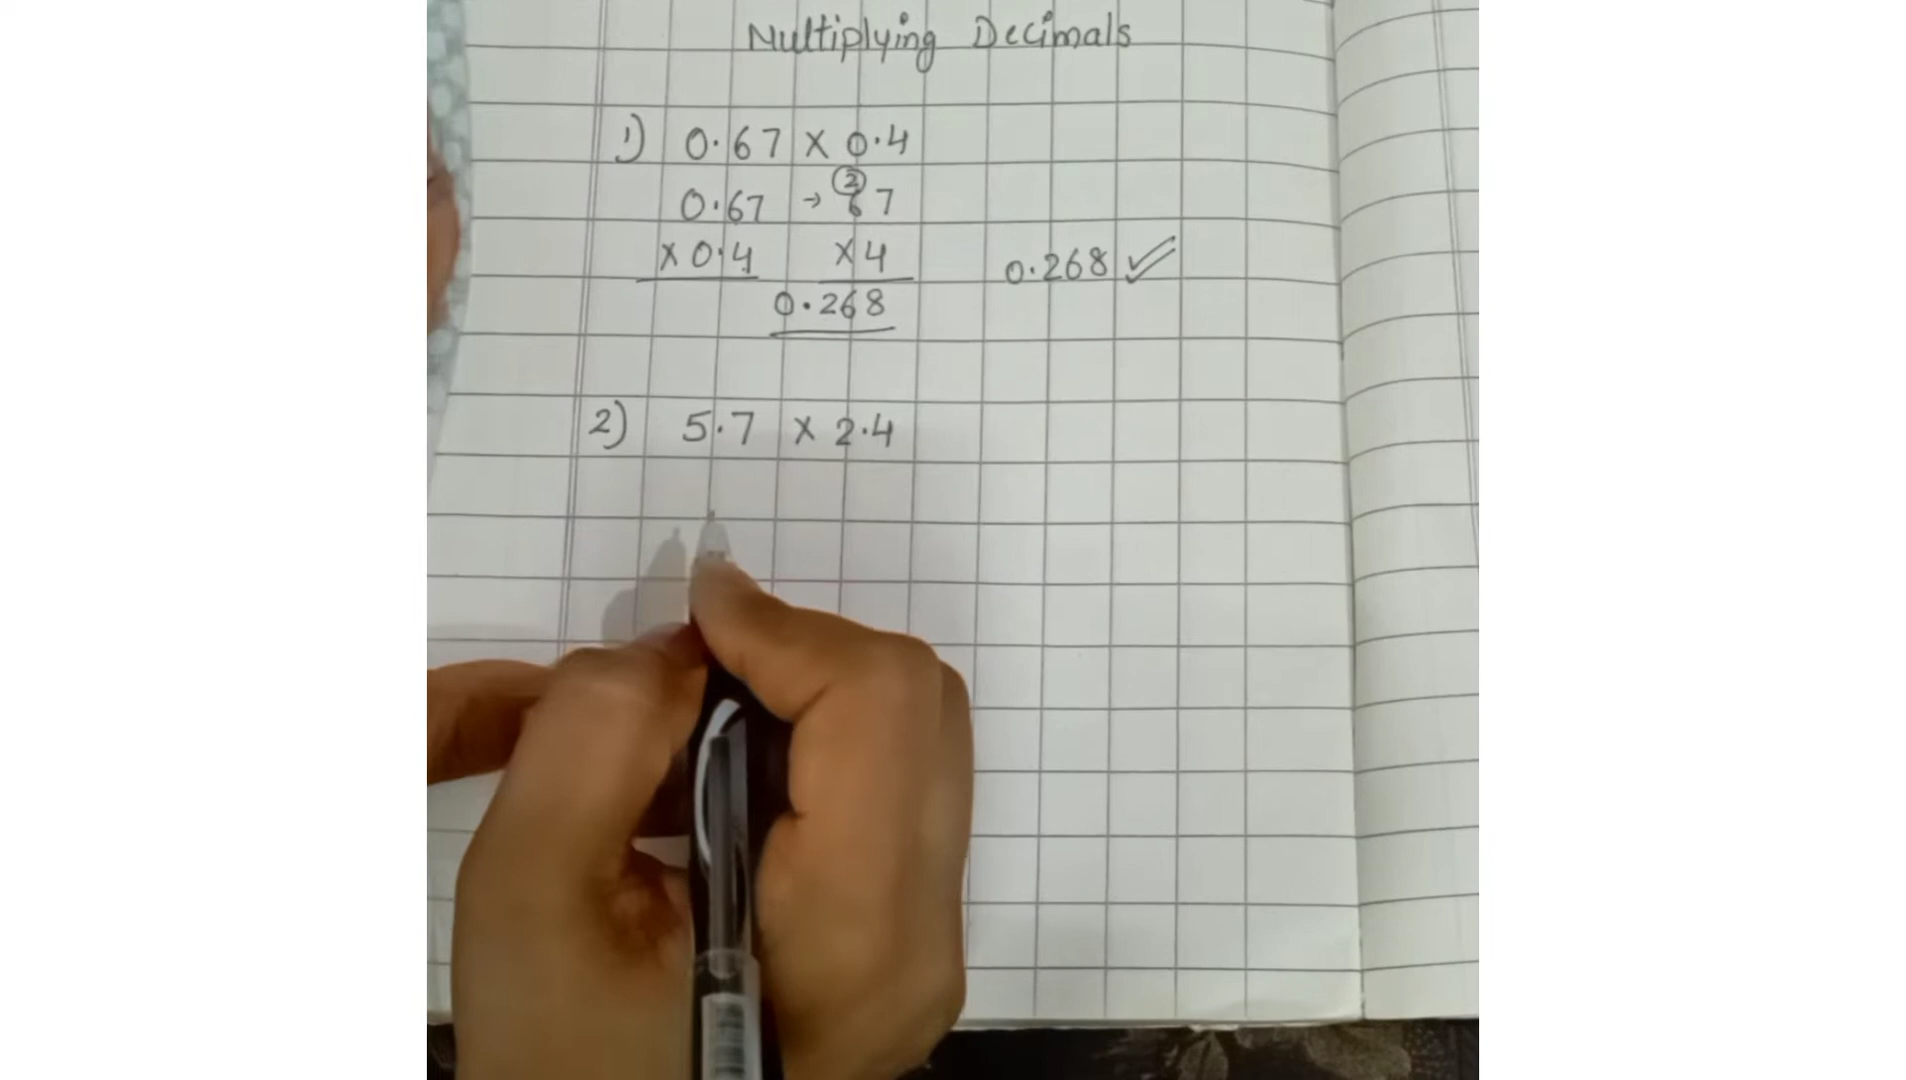 Multiplying Decimals
1) 0.67 x 0.4
0.67 → ② 67
x 0.4 x 4 0.268 ✓
0.268
2) 5.7 x 2.4